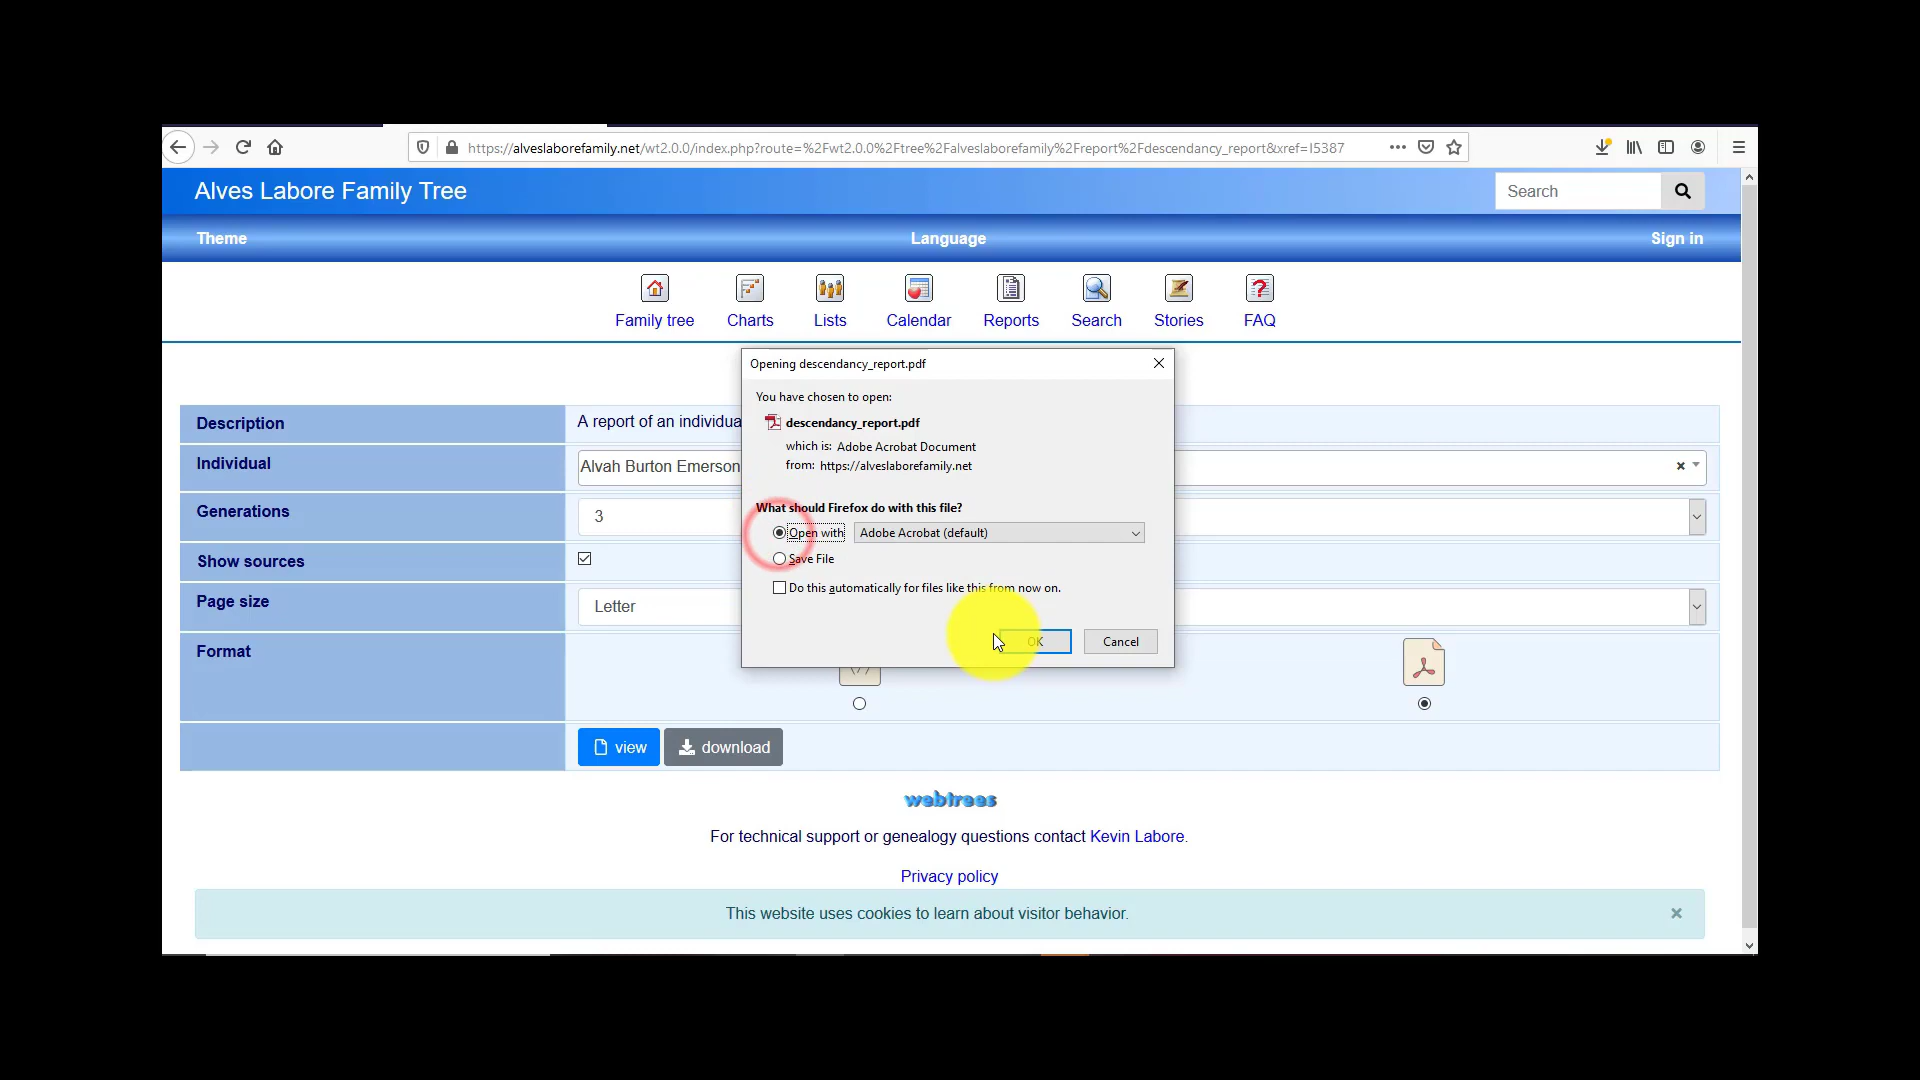 https://alveslaborefamily.net/wt2.0.0/index.php?route=%2Fwt2.0.0%2Ftree%2Falveslaborefamily%2Freport%2Fdescendancy_report&xref=I5387
Alves Labore Family Tree
Search
Theme Language Sign in
Family tree Charts Lists Calendar Reports Search Stories FAQ
Opening descendancy_report.pdf
You have chosen to open:
descendancy_report.pdf
which is: Adobe Acrobat Document
from: https://alveslaborefamily.net
What should Firefox do with this file?
Open with Adobe Acrobat (default)
Save File
Do this automatically for files like this from now on.
OK Cancel
Description A report of an individua
Individual Alvah Burton Emerson
Generations 3
Show sources
Page size Letter
Format
view download
webtrees
For technical support or genealogy questions contact Kevin Labore.
Privacy policy
This website uses cookies to learn about visitor behavior.